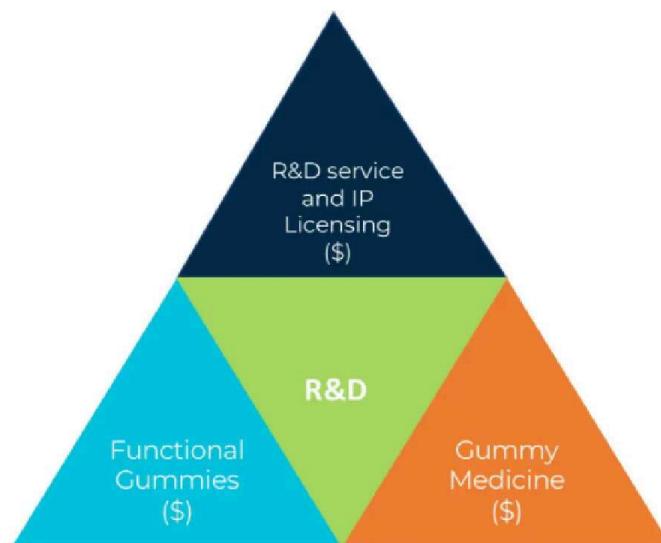 R&D service
and IP
Licensing
($)
R&D
Functional
Gummies
($)
Gummy
Medicine
($)